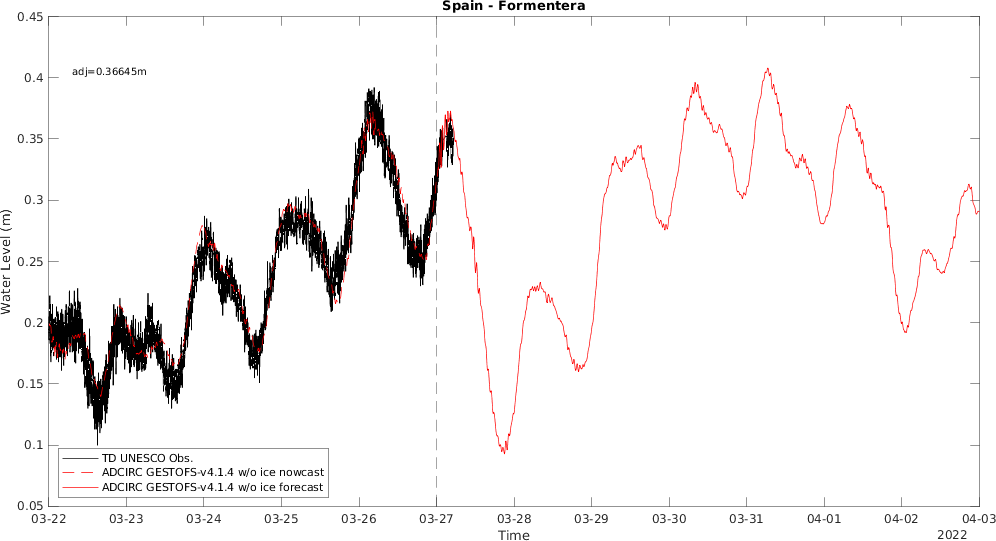 Spain - Formentera
0.45
0.4
0.35
0.3
0.25
0.2
0.15
0.1
0.05
Water Level (m)
adj=0.36645m
TD UNESCO Obs.
ADCIRC GESTOFS-v4.1.4 w/o ice nowcast
ADCIRC GESTOFS-v4.1.4 w/o ice forecast
03-22 03-23 03-24 03-25 03-26 03-27 03-28 03-29 03-30 03-31 04-01 04-02 04-03
Time
2022